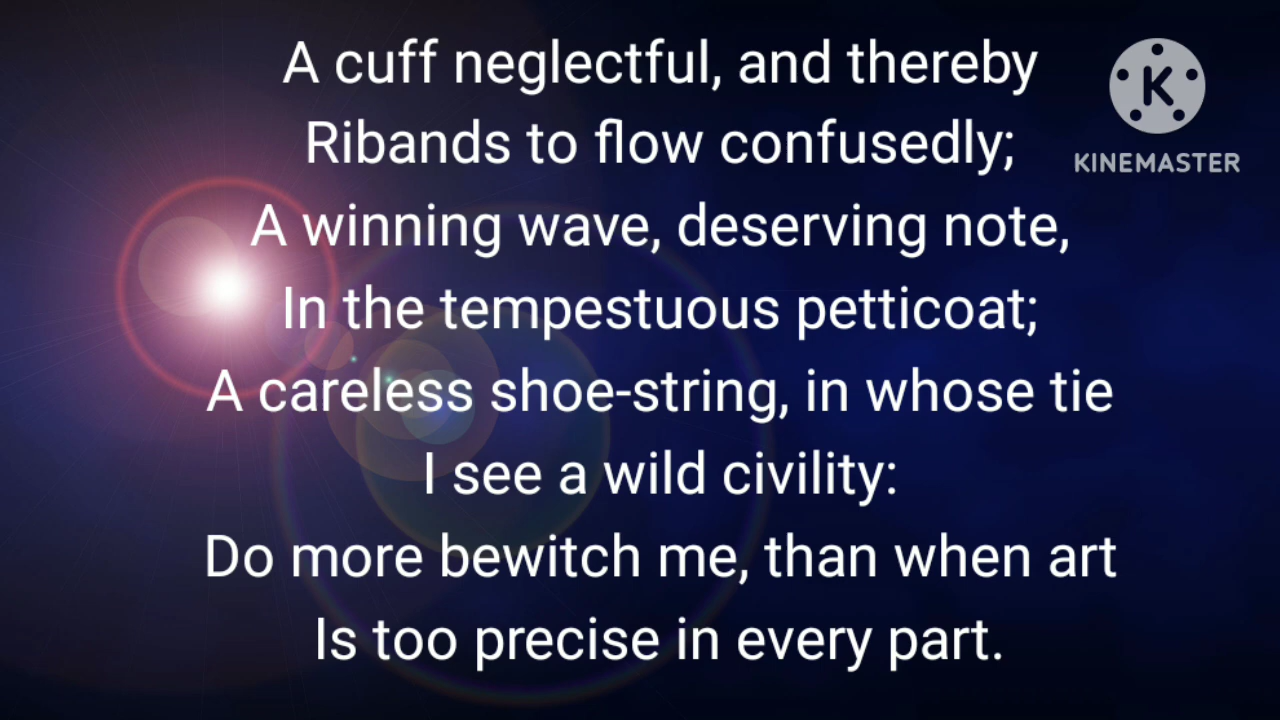 A cuff neglectful, and thereby
Ribands to flow confusedly;
A winning wave, deserving note,
In the tempestuous petticoat;
A careless shoe-string, in whose tie
I see a wild civility:
Do more bewitch me, than when art
Is too precise in every part.
K
KINEMASTER